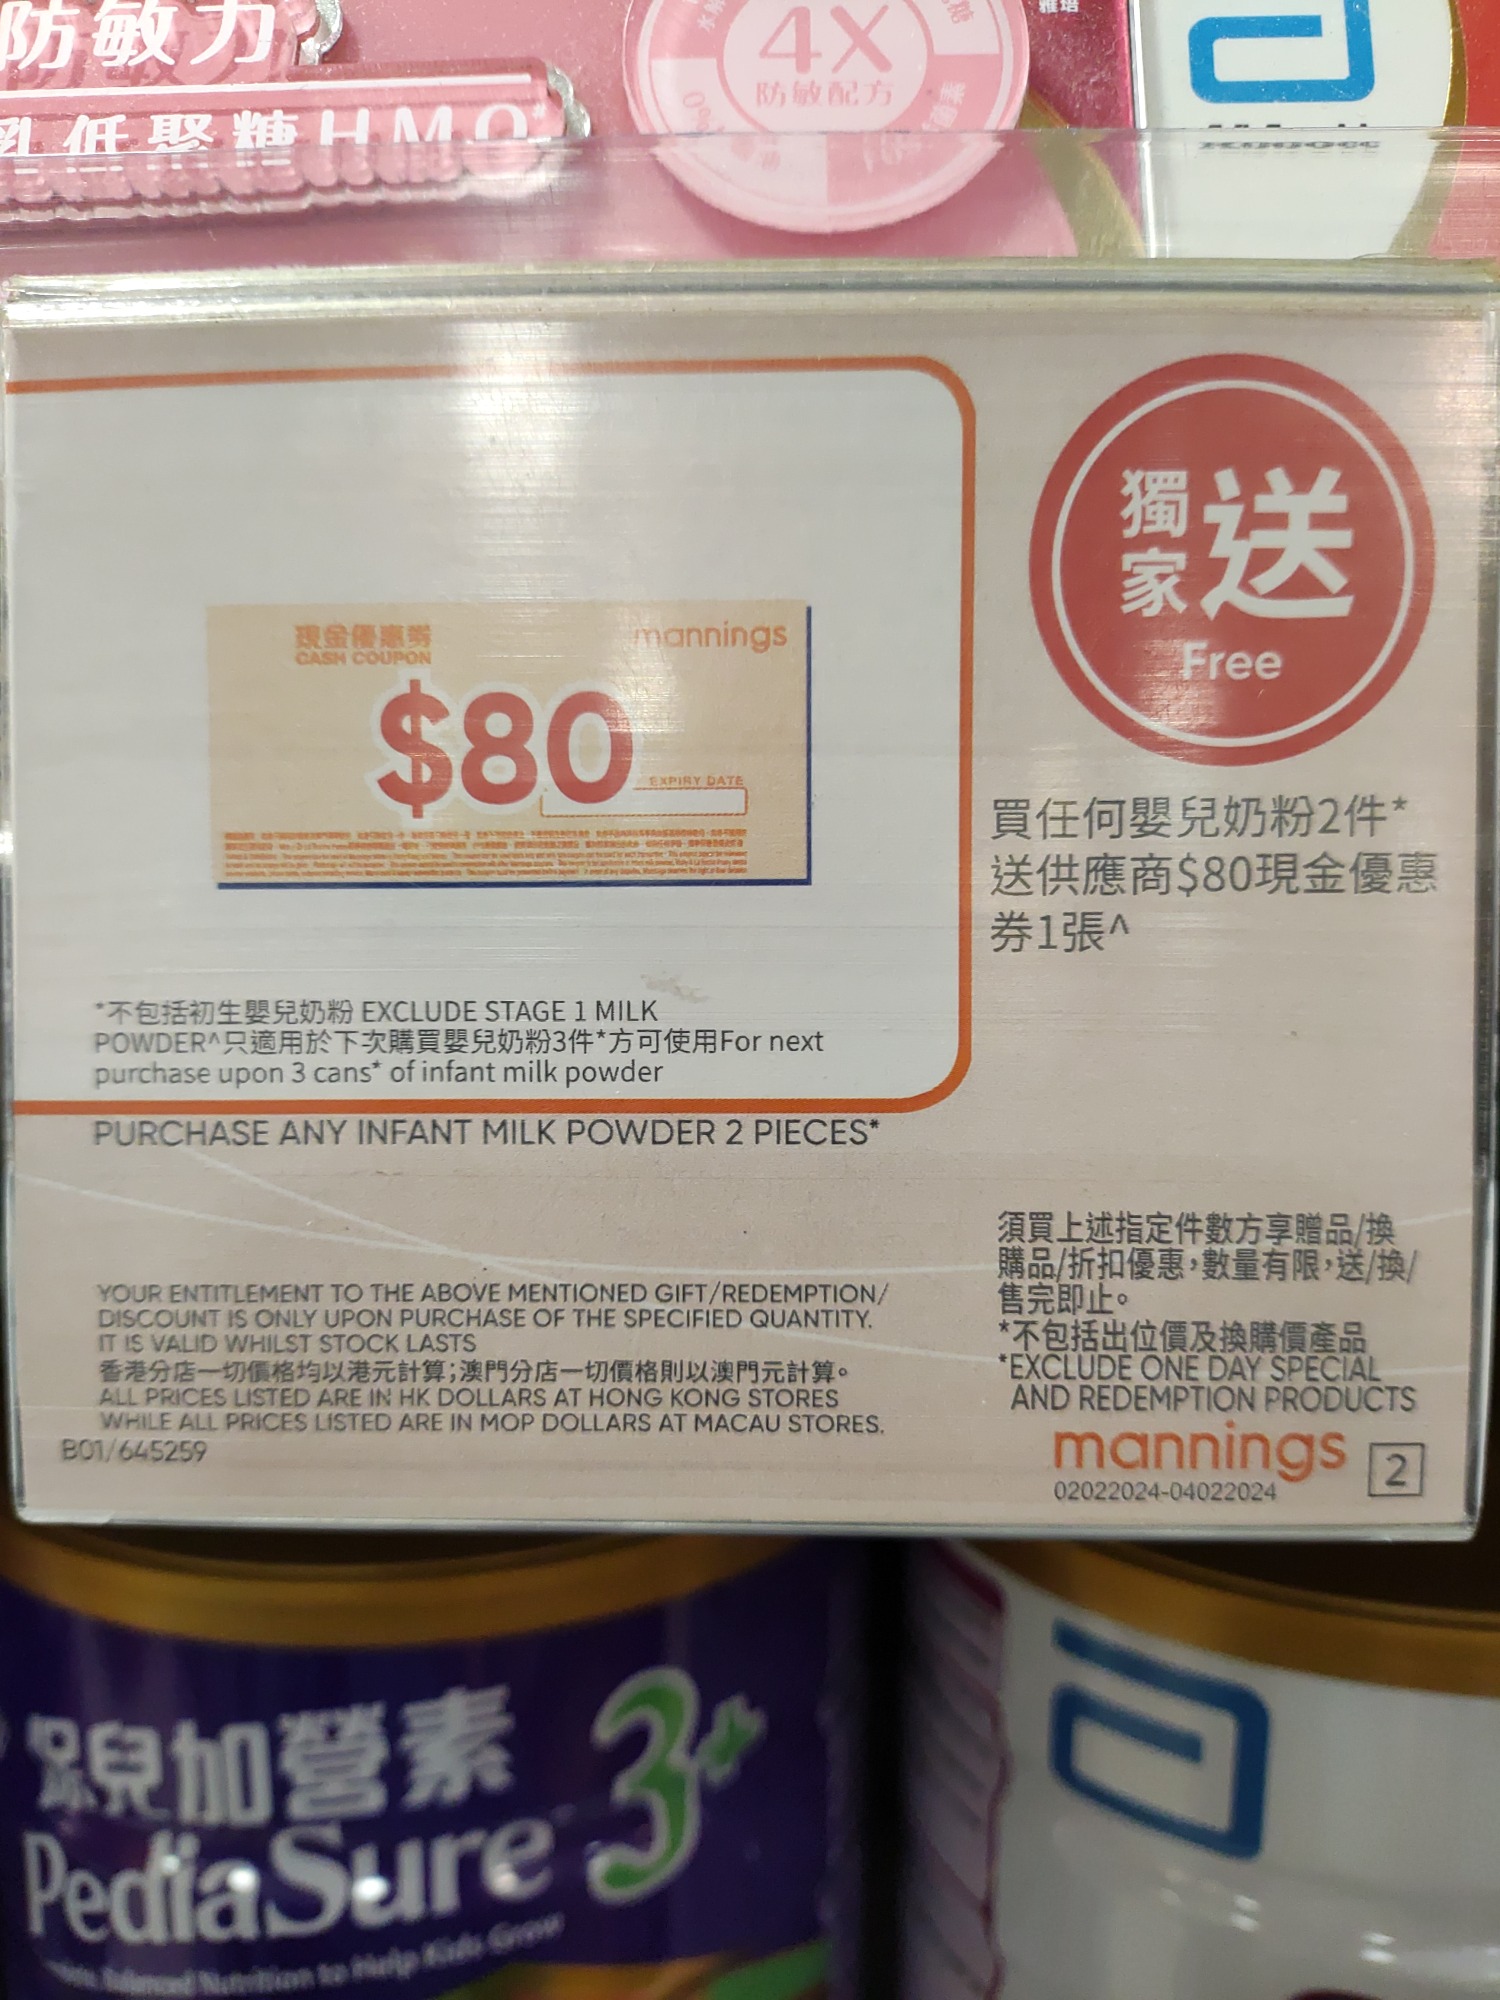 防敏力
乳低聚糖HMO
4X
防敏配方
雅培
獨家送
Free
現金優惠券
CASH COUPON
mannings
$80
EXPIRY DATE
買任何嬰兒奶粉2件*
送供應商$80現金優惠
券1張^
*不包括初生嬰兒奶粉 EXCLUDE STAGE 1 MILK
POWDER^只適用於下次購買嬰兒奶粉3件*方可使用For next
purchase upon 3 cans* of infant milk powder
PURCHASE ANY INFANT MILK POWDER 2 PIECES*
YOUR ENTITLEMENT TO THE ABOVE MENTIONED GIFT/REDEMPTION/
DISCOUNT IS ONLY UPON PURCHASE OF THE SPECIFIED QUANTITY.
IT IS VALID WHILST STOCK LASTS
香港分店一切價格均以港元計算;澳門分店一切價格則以澳門元計算。
ALL PRICES LISTED ARE IN HK DOLLARS AT HONG KONG STORES
WHILE ALL PRICES LISTED ARE IN MOP DOLLARS AT MACAU STORES.
B01/645259
須買上述指定件數方享贈品/換
購品/折扣優惠,數量有限,送/換/
售完即止。
*不包括出位價及換購價產品
*EXCLUDE ONE DAY SPECIAL
AND REDEMPTION PRODUCTS
mannings
02022024-04022024
2
保兒加營素
3+
PediaSure
Balanced Nutrition to Help Kids Grow